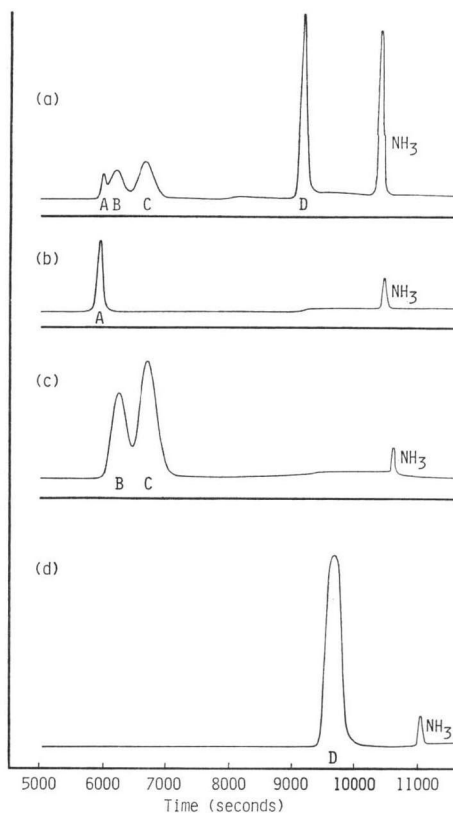 (a)
NH3
A B C D
(b)
NH3
A
(c)
NH3
B C
(d)
NH3
D
5000 6000 7000 8000 9000 10000 11000
Time (seconds)